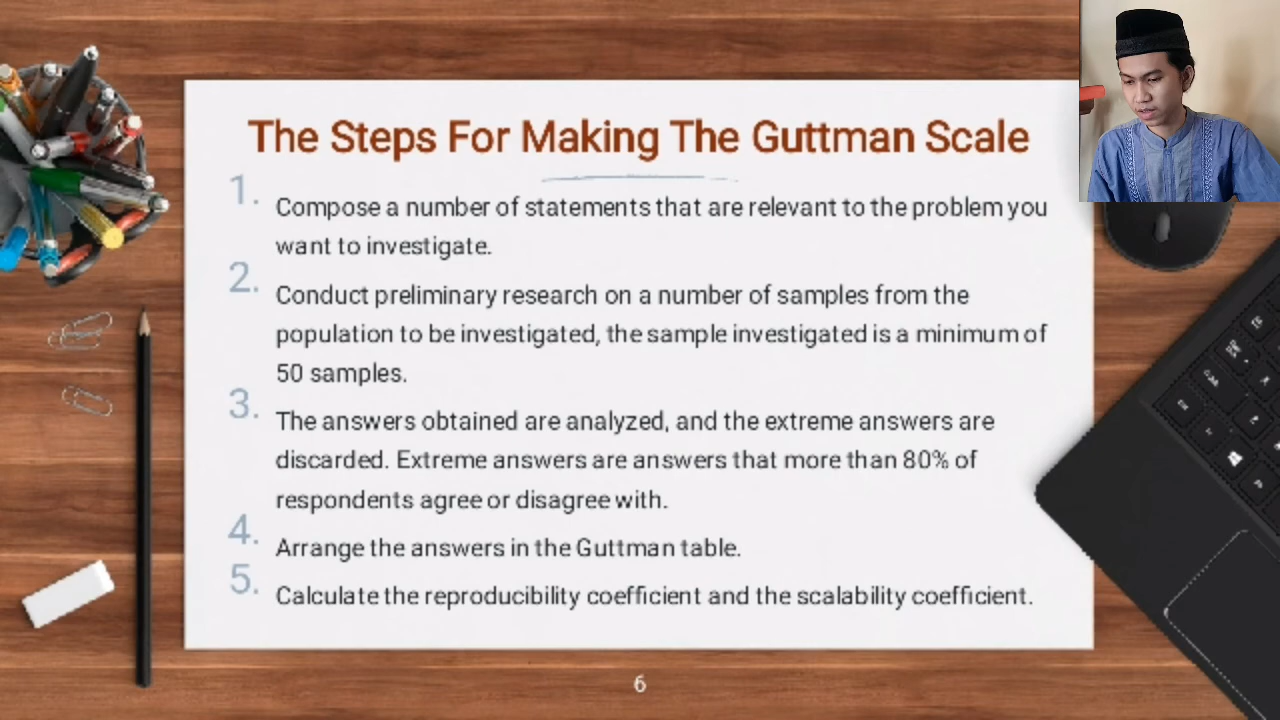 The Steps For Making The Guttman Scale
1. Compose a number of statements that are relevant to the problem you
want to investigate.
2. Conduct preliminary research on a number of samples from the
population to be investigated, the sample investigated is a minimum of
50 samples.
3. The answers obtained are analyzed, and the extreme answers are
discarded. Extreme answers are answers that more than 80% of
respondents agree or disagree with.
4. Arrange the answers in the Guttman table.
5. Calculate the reproducibility coefficient and the scalability coefficient.
6